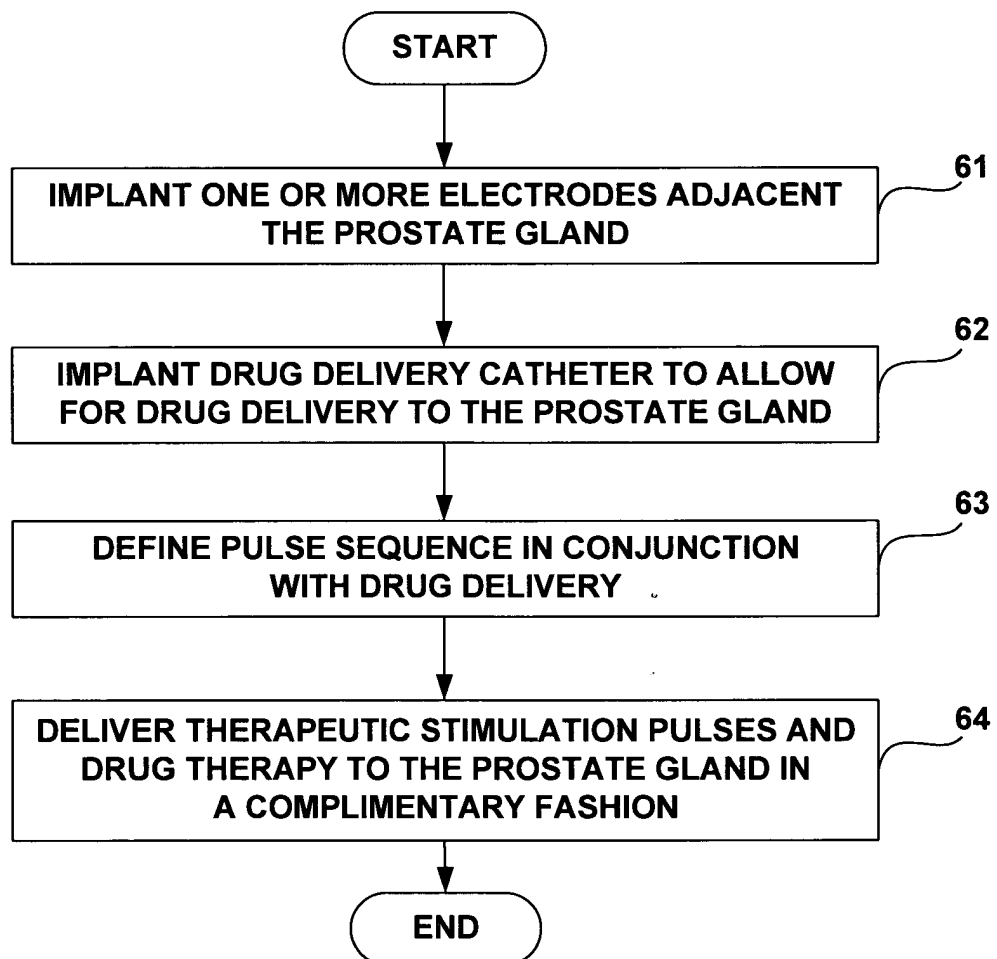 START
61
IMPLANT ONE OR MORE ELECTRODES ADJACENT
THE PROSTATE GLAND
62
IMPLANT DRUG DELIVERY CATHETER TO ALLOW
FOR DRUG DELIVERY TO THE PROSTATE GLAND
63
DEFINE PULSE SEQUENCE IN CONJUNCTION
WITH DRUG DELIVERY
64
DELIVER THERAPEUTIC STIMULATION PULSES AND
DRUG THERAPY TO THE PROSTATE GLAND IN
A COMPLIMENTARY FASHION
END